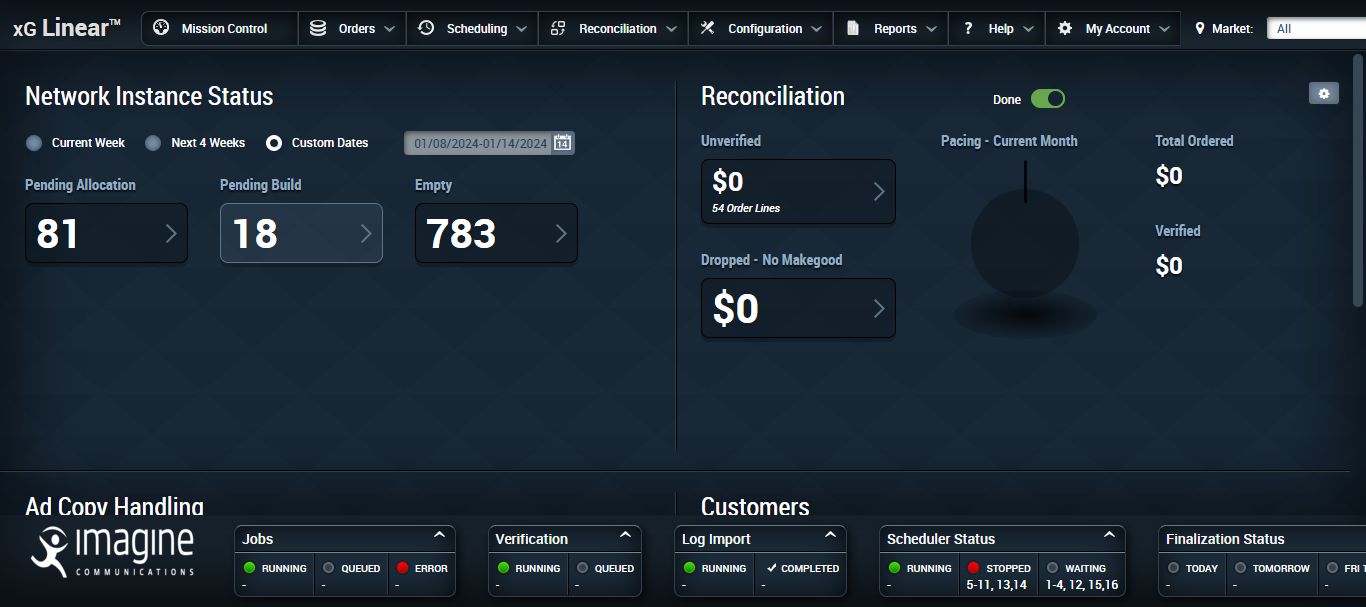 xG Linear™
Mission Control
Orders
Scheduling
Reconciliation
Configuration
Reports
? Help
My Account
Market:
All
Network Instance Status
Current Week
Next 4 Weeks
Custom Dates
01/08/2024-01/14/2024
14
Pending Allocation
Pending Build
Empty
81
18
783
Reconciliation
Done
Unverified
$0
54 Order Lines
Dropped - No Makegood
$0
Pacing - Current Month
Total Ordered
$0
Verified
$0
Ad Copy Handling
Customers
imagine
COMMUNICATIONS
Jobs
RUNNING
-
QUEUED
-
ERROR
-
Verification
RUNNING
-
QUEUED
-
Log Import
RUNNING
-
COMPLETED
-
Scheduler Status
RUNNING
-
STOPPED
5-11, 13,14
WAITING
1-4, 12, 15,16
Finalization Status
TODAY
-
TOMORROW
-
FRI
-